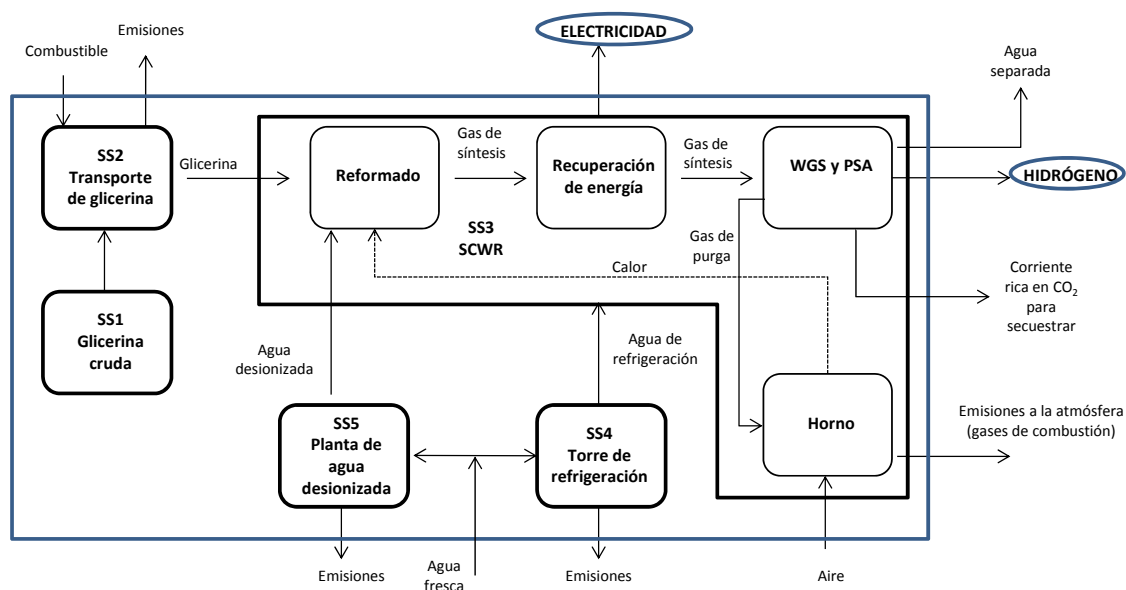 Emisiones
Combustible
ELECTRICIDAD
Agua
separada
SS2
Transporte
de glicerina
Glicerina
Reformado
Gas de
síntesis
Recuperación
de energía
Gas de
síntesis
WGS y PSA
HIDRÓGENO
SS3
SCWR
Gas de
purga
Calor
Corriente
rica en CO₂
para
secuestrar
SS1
Glicerina
cruda
Agua
desionizada
Agua de
refrigeración
SS5
Planta de
agua
desionizada
SS4
Torre de
refrigeración
Horno
Emisiones a la atmósfera
(gases de combustión)
Emisiones
Agua
fresca
Emisiones
Aire